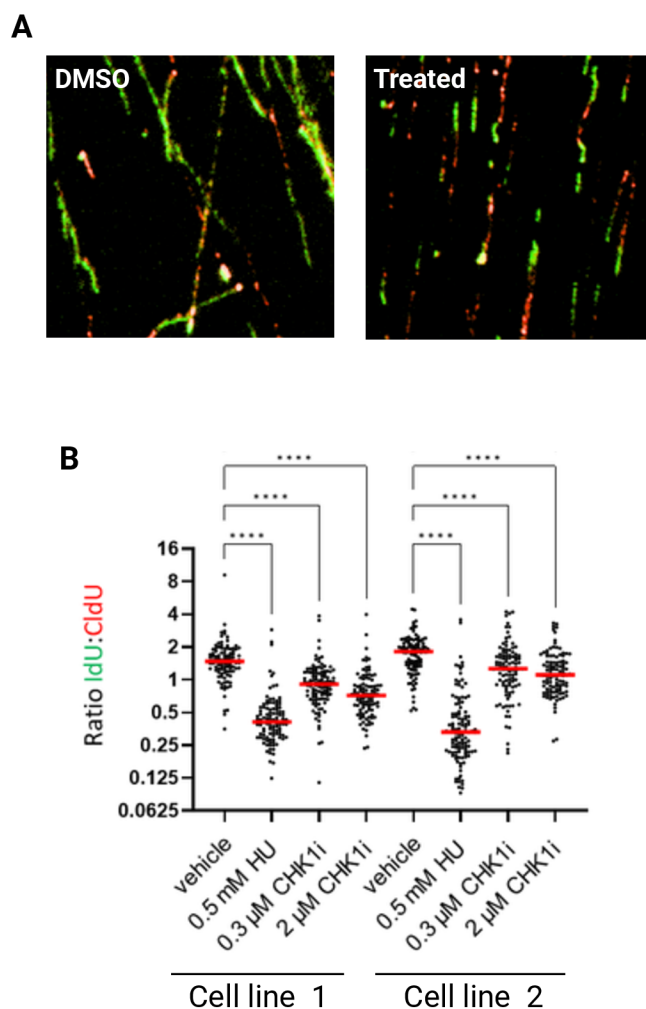 A
DMSO
Treated
B
****
****
****
****
****
****
16
8
4
2
1
0.5
0.25
0.125
0.0625
Ratio IdU:CldU
vehicle
0.5 mM HU
0.3 µM CHK1i
2 µM CHK1i
vehicle
0.5 mM HU
0.3 µM CHK1i
2 µM CHK1i
Cell line 1
Cell line 2